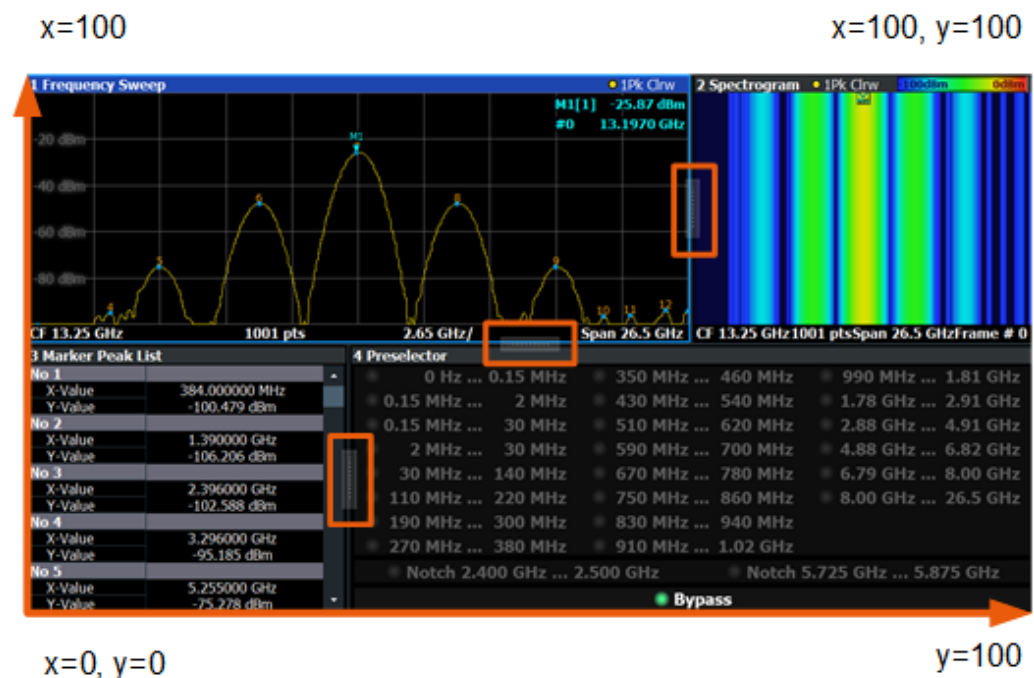 x=100
x=100, y=100
1 Frequency Sweep
1Pk Clrw
2 Spectrogram
1Pk Clrw
-100dBm
0dBm
M1[1] -25.87 dBm
#0 13.1970 GHz
M1
-20 dBm
-40 dBm
-60 dBm
-80 dBm
4
5
6
8
9
10
11
12
CF 13.25 GHz
1001 pts
2.65 GHz/
Span 26.5 GHz
CF 13.25 GHz1001 ptsSpan 26.5 GHzFrame # 0
3 Marker Peak List
No 1
X-Value 384.000000 MHz
Y-Value -100.479 dBm
No 2
X-Value 1.390000 GHz
Y-Value -106.206 dBm
No 3
X-Value 2.396000 GHz
Y-Value -102.588 dBm
No 4
X-Value 3.296000 GHz
Y-Value -95.185 dBm
No 5
X-Value 5.255000 GHz
Y-Value -75.278 dBm
4 Preselector
0 Hz ... 0.15 MHz 350 MHz ... 460 MHz 990 MHz ... 1.81 GHz
0.15 MHz ... 2 MHz 430 MHz ... 540 MHz 1.78 GHz ... 2.91 GHz
0.15 MHz ... 30 MHz 510 MHz ... 620 MHz 2.88 GHz ... 4.91 GHz
2 MHz ... 30 MHz 590 MHz ... 700 MHz 4.88 GHz ... 6.82 GHz
30 MHz ... 140 MHz 670 MHz ... 780 MHz 6.79 GHz ... 8.00 GHz
110 MHz ... 220 MHz 750 MHz ... 860 MHz 8.00 GHz ... 26.5 GHz
190 MHz ... 300 MHz 830 MHz ... 940 MHz
270 MHz ... 380 MHz 910 MHz ... 1.02 GHz
Notch 2.400 GHz ... 2.500 GHz Notch 5.725 GHz ... 5.875 GHz
Bypass
x=0, y=0
y=100